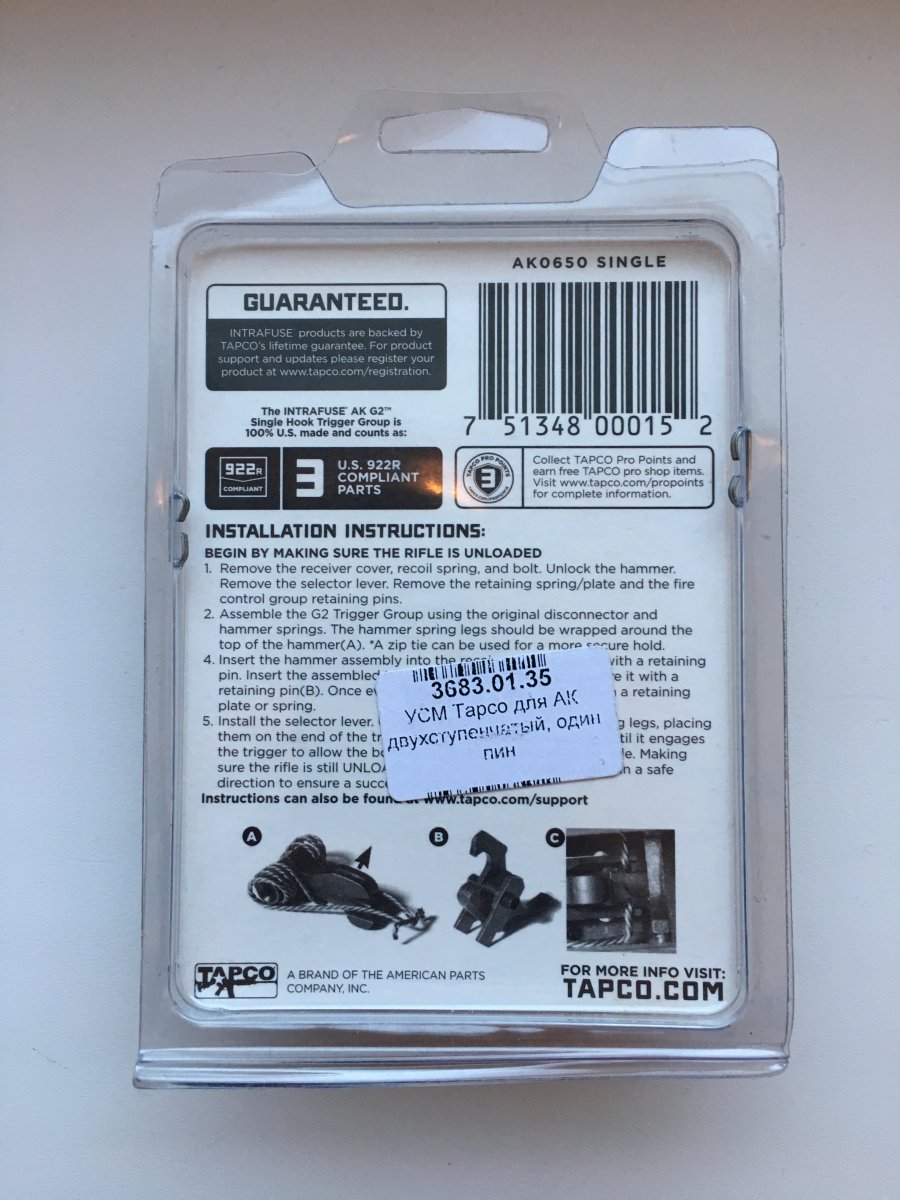 AK0650 SINGLE
GUARANTEED.
INTRAFUSE products are backed by
TAPCO's lifetime guarantee. For product
support and updates please register your
product at www.tapco.com/registration.
7 51348 00015 2
The INTRAFUSE® AK G2™
Single Hook Trigger Group is
100% U.S. made and counts as:
922R
COMPLIANT
3
U.S. 922R
COMPLIANT
PARTS
TAPCO PRO POINTS
3
Collect TAPCO Pro Points and
earn free TAPCO pro shop items.
Visit www.tapco.com/propoints
for complete information.
INSTALLATION INSTRUCTIONS:
BEGIN BY MAKING SURE THE RIFLE IS UNLOADED
1. Remove the receiver cover, recoil spring, and bolt. Unlock the hammer.
Remove the selector lever. Remove the retaining spring/plate and the fire
control group retaining pins.
2. Assemble the G2 Trigger Group using the original disconnector and
hammer springs. The hammer spring legs should be wrapped around the
top of the hammer(A). *A zip tie can be used for a more secure hold.
4. Insert the hammer assembly into the with a retaining
pin. Insert the assembled it with a
retaining pin(B). Once a retaining
plate or spring.
5. Install the selector lever. legs, placing
them on the end of the it engages
the trigger to allow the Making
sure the rifle is still in a safe
direction to ensure a
Instructions can also be found at www.tapco.com/support
3683.01.35
УСМ Tapco для АК
двухступенчатый, один
пин
A
B
C
TAPCO
A BRAND OF THE AMERICAN PARTS
COMPANY, INC.
FOR MORE INFO VISIT:
TAPCO.COM